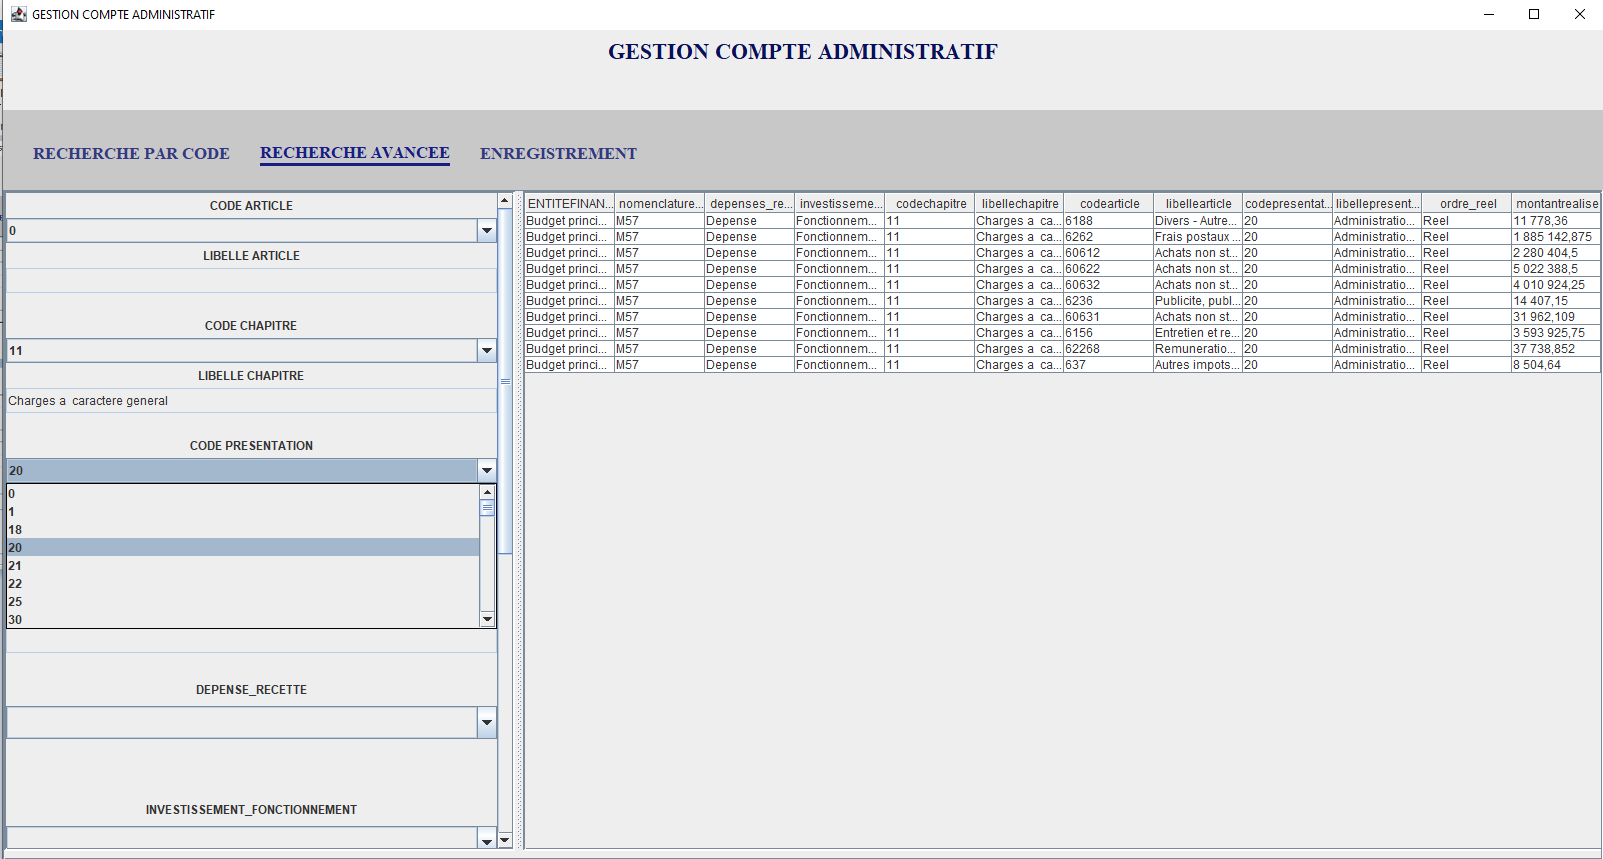 GESTION COMPTE ADMINISTRATIF
GESTION COMPTE ADMINISTRATIF
RECHERCHE PAR CODE RECHERCHE AVANCEE ENREGISTREMENT
CODE ARTICLE
0
LIBELLE ARTICLE
CODE CHAPITRE
11
LIBELLE CHAPITRE
Charges a caractere general
CODE PRESENTATION
20
0
1
18
20
21
22
25
30
DEPENSE_RECETTE
INVESTISSEMENT_FONCTIONNEMENT
ENTITEFINAN... nomenclature... depenses_re... investisseme... codechapitre libellechapitre codearticle libellearticle codepresentat... libellepresent... ordre_reel montantrealise
Budget princi... M57 Depense Fonctionnem... 11 Charges a ca... 6188 Divers - Autre... 20 Administratio... Reel 11 778,36
Budget princi... M57 Depense Fonctionnem... 11 Charges a ca... 6262 Frais postaux ... 20 Administratio... Reel 1 885 142,875
Budget princi... M57 Depense Fonctionnem... 11 Charges a ca... 60612 Achats non st... 20 Administratio... Reel 2 280 404,5
Budget princi... M57 Depense Fonctionnem... 11 Charges a ca... 60622 Achats non st... 20 Administratio... Reel 5 022 388,5
Budget princi... M57 Depense Fonctionnem... 11 Charges a ca... 60632 Achats non st... 20 Administratio... Reel 4 010 924,25
Budget princi... M57 Depense Fonctionnem... 11 Charges a ca... 6236 Publicite, publ... 20 Administratio... Reel 14 407,15
Budget princi... M57 Depense Fonctionnem... 11 Charges a ca... 60631 Achats non st... 20 Administratio... Reel 31 962,109
Budget princi... M57 Depense Fonctionnem... 11 Charges a ca... 6156 Entretien et re... 20 Administratio... Reel 3 593 925,75
Budget princi... M57 Depense Fonctionnem... 11 Charges a ca... 62268 Remuneratio... 20 Administratio... Reel 37 738,852
Budget princi... M57 Depense Fonctionnem... 11 Charges a ca... 637 Autres impots... 20 Administratio... Reel 8 504,64